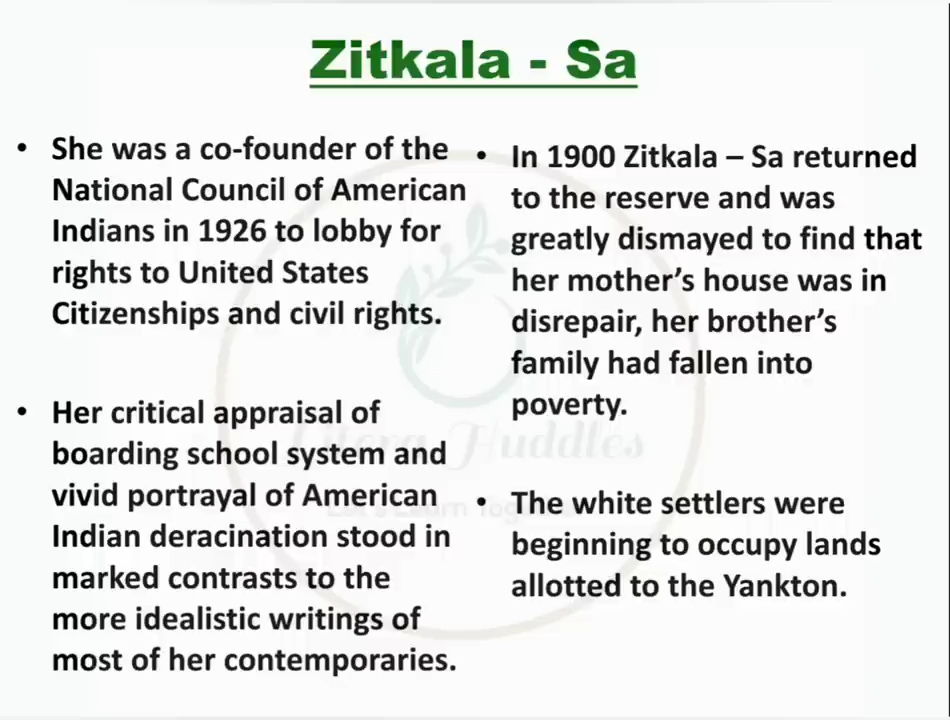 Zitkala - Sa
• She was a co-founder of the
National Council of American
Indians in 1926 to lobby for
rights to United States
Citizenships and civil rights.
• Her critical appraisal of
boarding school system and
vivid portrayal of American
Indian deracination stood in
marked contrasts to the
more idealistic writings of
most of her contemporaries.
• In 1900 Zitkala – Sa returned
to the reserve and was
greatly dismayed to find that
her mother’s house was in
disrepair, her brother’s
family had fallen into
poverty.
• The white settlers were
beginning to occupy lands
allotted to the Yankton.
Huddles